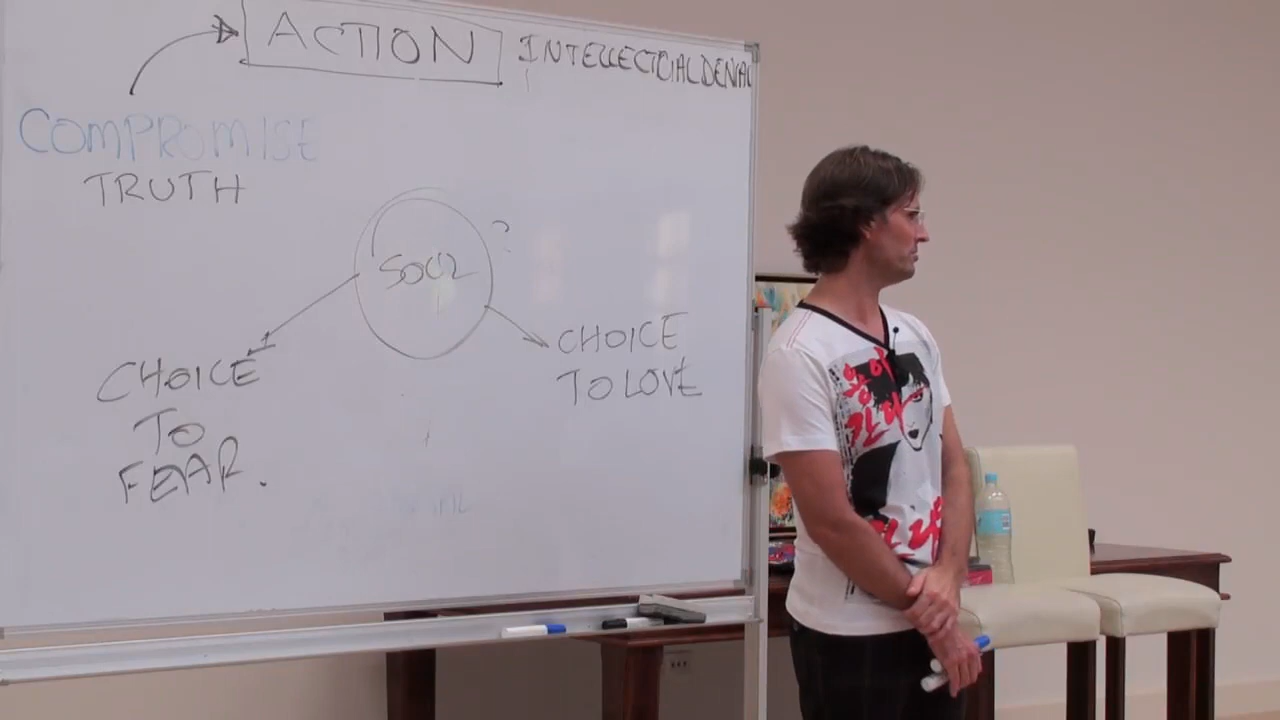 ACTION INTELLECTUAL DENIAL
COMPROMISE
TRUTH
SOUL ?
CHOICE
TO
FEAR.
CHOICE
TO LOVE